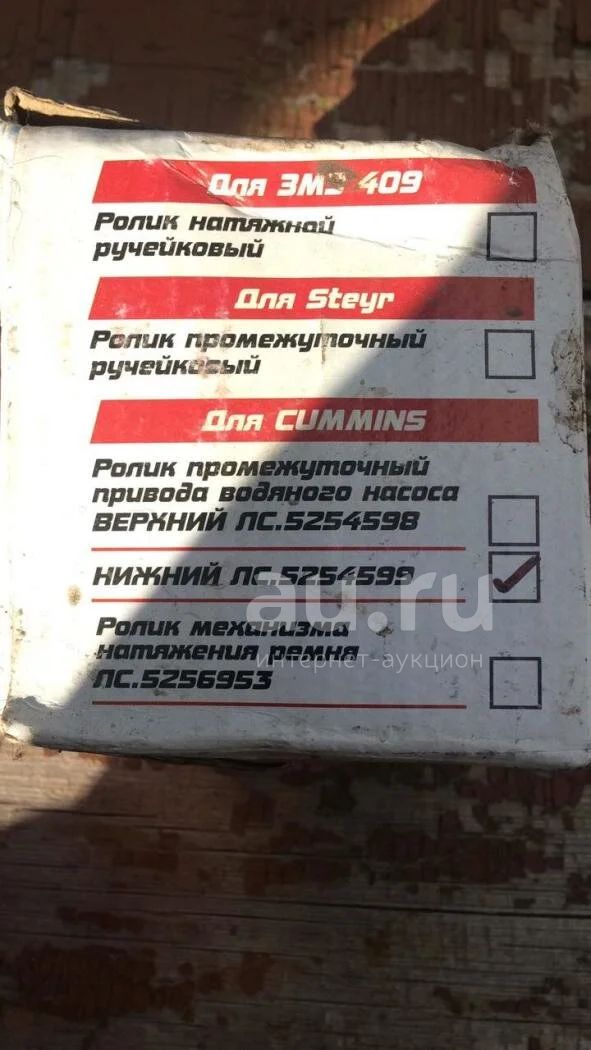 Для ЗМЗ 409
Ролик натяжной
ручейковый
Для Steyr
Ролик промежуточный
ручейковый
Для CUMMINS
Ролик промежуточный
привода водяного насоса
ВЕРХНИЙ ЛС.5254598
НИЖНИЙ ЛС.5254599
au.ru
интернет-аукцион
Ролик механизма
натяжения ремня
ЛС.5256953